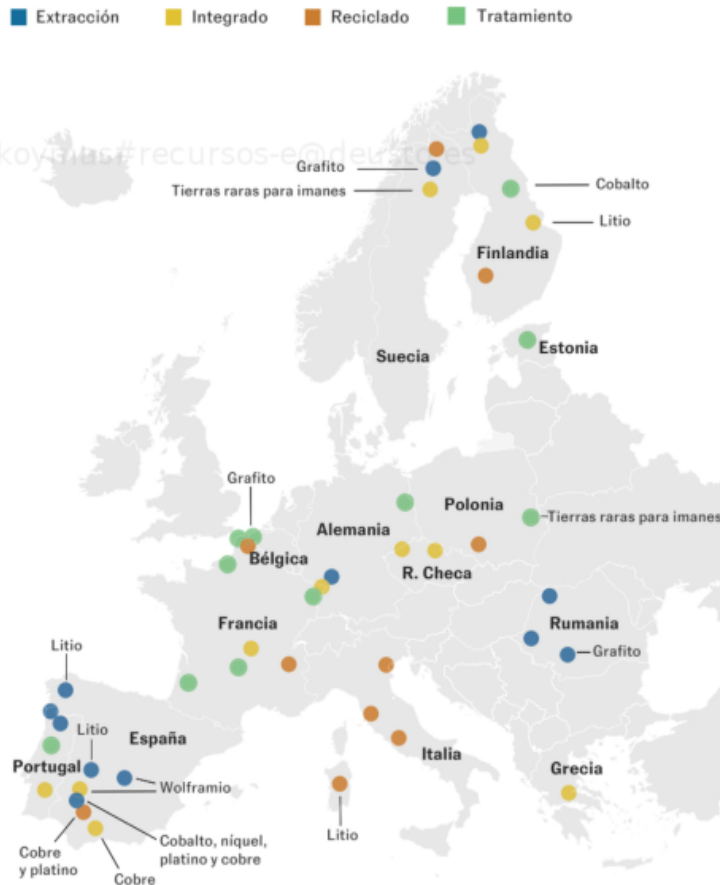 Extracción
Integrado
Reciclado
Tratamiento
Grafito
Tierras raras para imanes
Cobalto
Litio
Finlandia
Estonia
Suecia
Grafito
Polonia
Tierras raras para imanes
Alemania
Bélgica
R. Checa
Francia
Rumania
Grafito
Litio
Litio
España
Portugal
Wolframio
Italia
Grecia
Litio
Cobalto, níquel,
platino y cobre
Cobre
y platino
Cobre